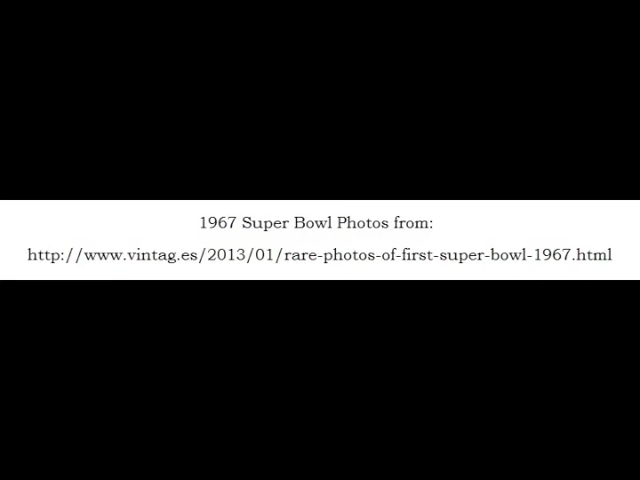 1967 Super Bowl Photos from:
http://www.vintag.es/2013/01/rare-photos-of-first-super-bowl-1967.html